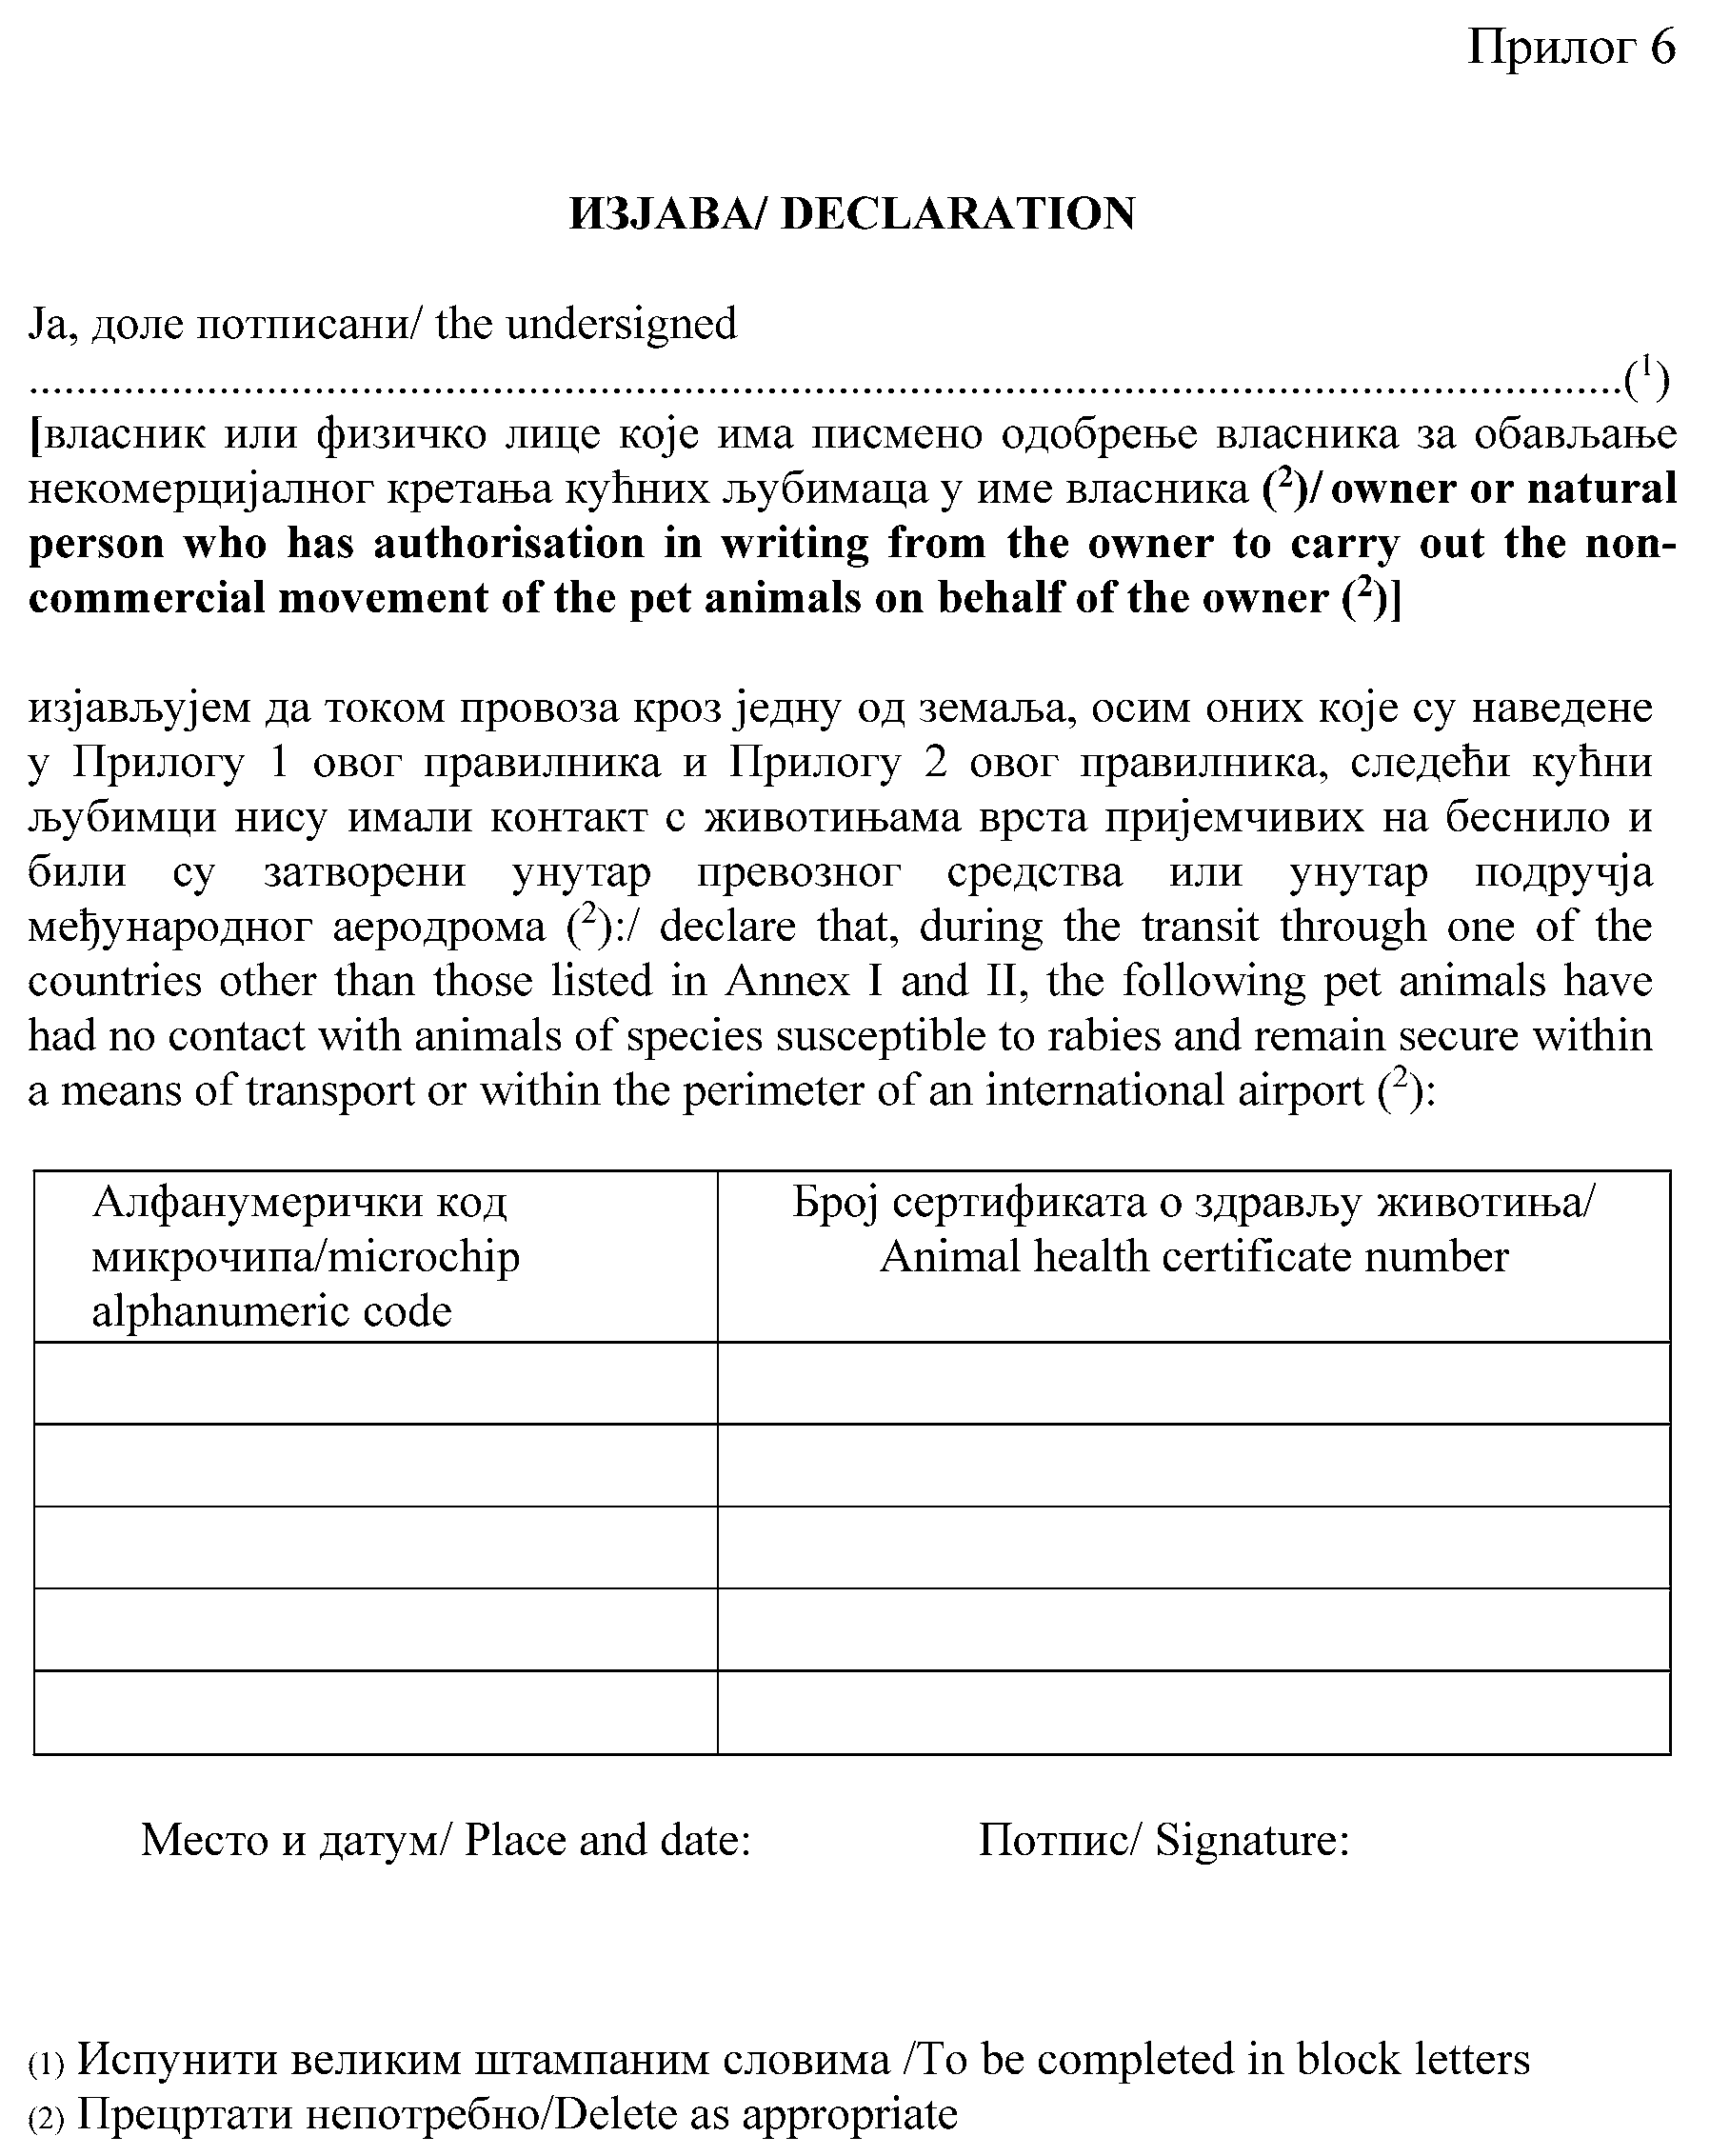 Прилог 6
ИЗЈАВА/ DECLARATION
Ја, доле потписани/ the undersigned
..............................................................................................................................(¹)
[власник или физичко лице које има писмено одобрење власника за обављање
некомерцијалног кретања кућних љубимаца у име власника (²)/ owner or natural
person who has authorisation in writing from the owner to carry out the non-
commercial movement of the pet animals on behalf of the owner (²)]
изјављујем да током провоза кроз једну од земаља, осим оних које су наведене
у Прилогу 1 овог правилника и Прилогу 2 овог правилника, следећи кућни
љубимци нису имали контакт с животињама врста пријемчивих на беснило и
били су затворени унутар превозног средства или унутар подручја
међународног аеродрома (²):/ declare that, during the transit through one of the
countries other than those listed in Annex I and II, the following pet animals have
had no contact with animals of species susceptible to rabies and remain secure within
a means of transport or within the perimeter of an international airport (²):
Алфанумерички код
микрочипа/microchip
alphanumeric code
Број сертификата о здрављу животиња/
Animal health certificate number
Место и датум/ Place and date:
Потпис/ Signature:
(1) Испунити великим штампаним словима /To be completed in block letters
(2) Прецртати непотребно/Delete as appropriate